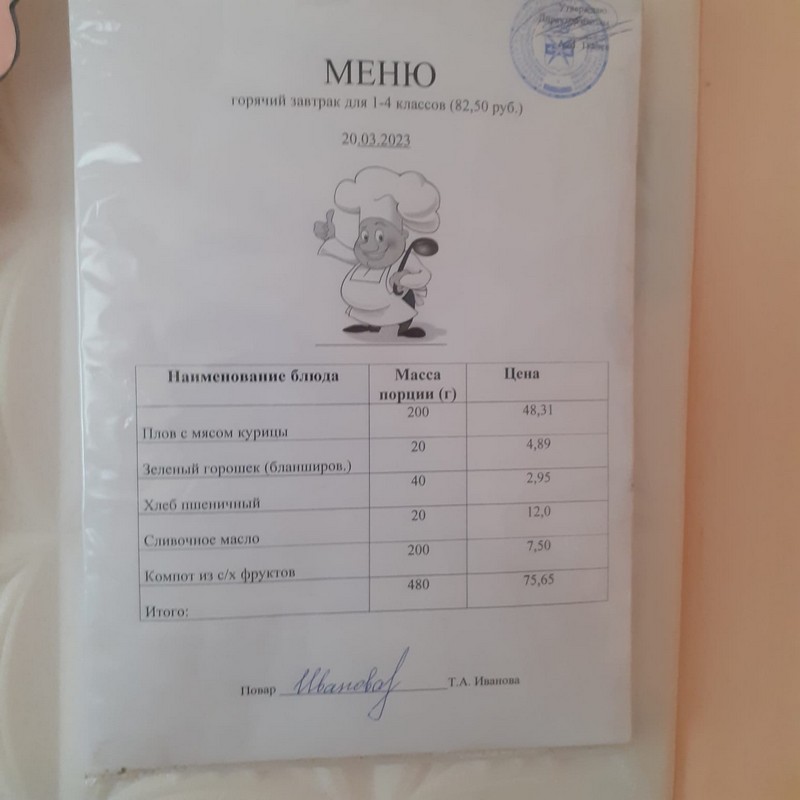 Утверждаю
МЕНЮ
горячий завтрак для 1-4 классов (82,50 руб.)
20.03.2023
Наименование блюда Масса порции (г) Цена
Плов с мясом курицы 200 48,31
Зеленый горошек (бланширов.) 20 4,89
Хлеб пшеничный 40 2,95
Сливочное масло 20 12,0
Компот из с/х фруктов 200 7,50
Итого: 480 75,65
Повар Иванова Т.А. Иванова